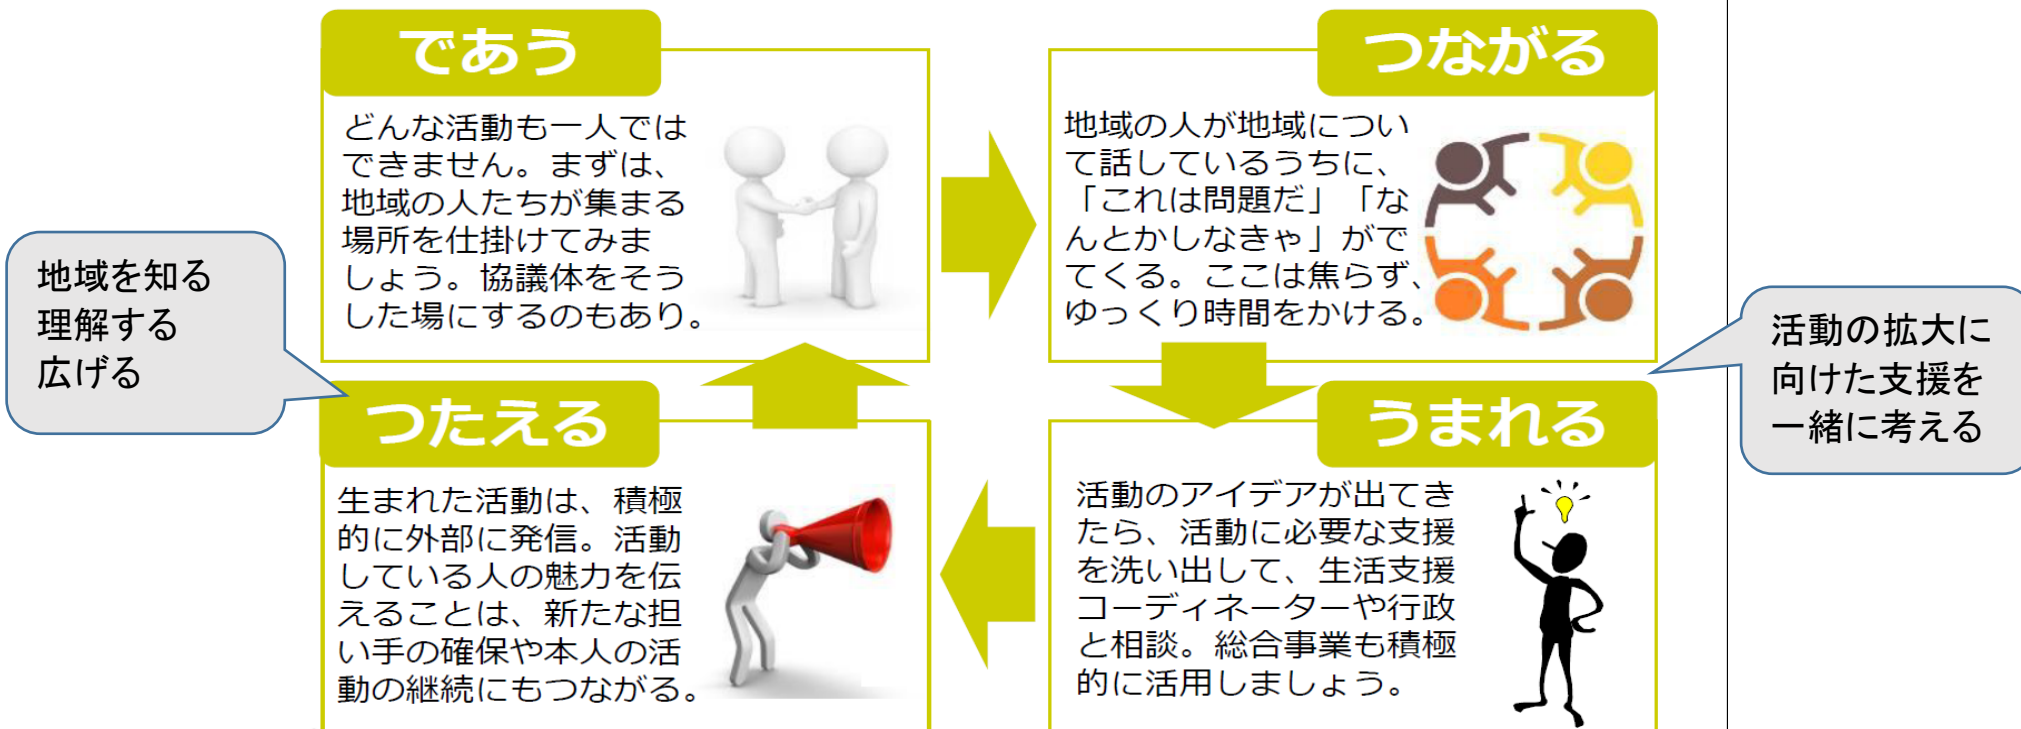 であう
どんな活動も一人では
できません。まずは、
地域の人たちが集まる
場所を仕掛けてみま
しょう。協議体をそう
した場にするのもあり。
つながる
地域の人が地域につい
て話しているうちに、
「これは問題だ」「な
んとかしなきゃ」がで
てくる。ここは焦らず、
ゆっくり時間をかける。
地域を知る
理解する
広げる
活動の拡大に
向けた支援を
一緒に考える
つたえる
生まれた活動は、積極
的に外部に発信。活動
している人の魅力を伝
えることは、新たな担
い手の確保や本人の活
動の継続にもつながる。
うまれる
活動のアイデアが出てき
たら、活動に必要な支援
を洗い出して、生活支援
コーディネーターや行政
と相談。総合事業も積極
的に活用しましょう。